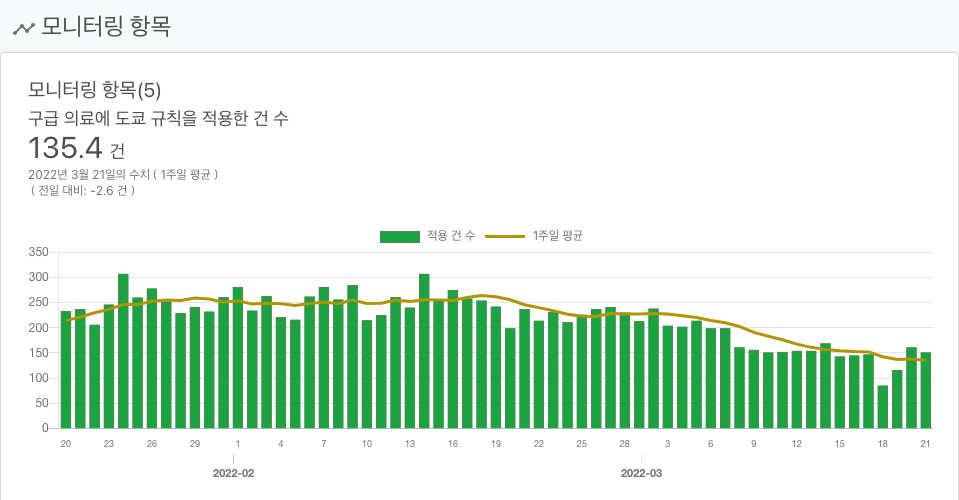 모니터링 항목
모니터링 항목(5)
구급 의료에 도쿄 규칙을 적용한 건 수
135.4 건
2022년 3월 21일의 수치 ( 1주일 평균 )
( 전일 대비: -2.6 건 )
적용 건 수 1주일 평균
350
300
250
200
150
100
50
0
20 23 26 29 1 4 7 10 13 16 19 22 25 28 3 6 9 12 15 18 21
2022-02 2022-03